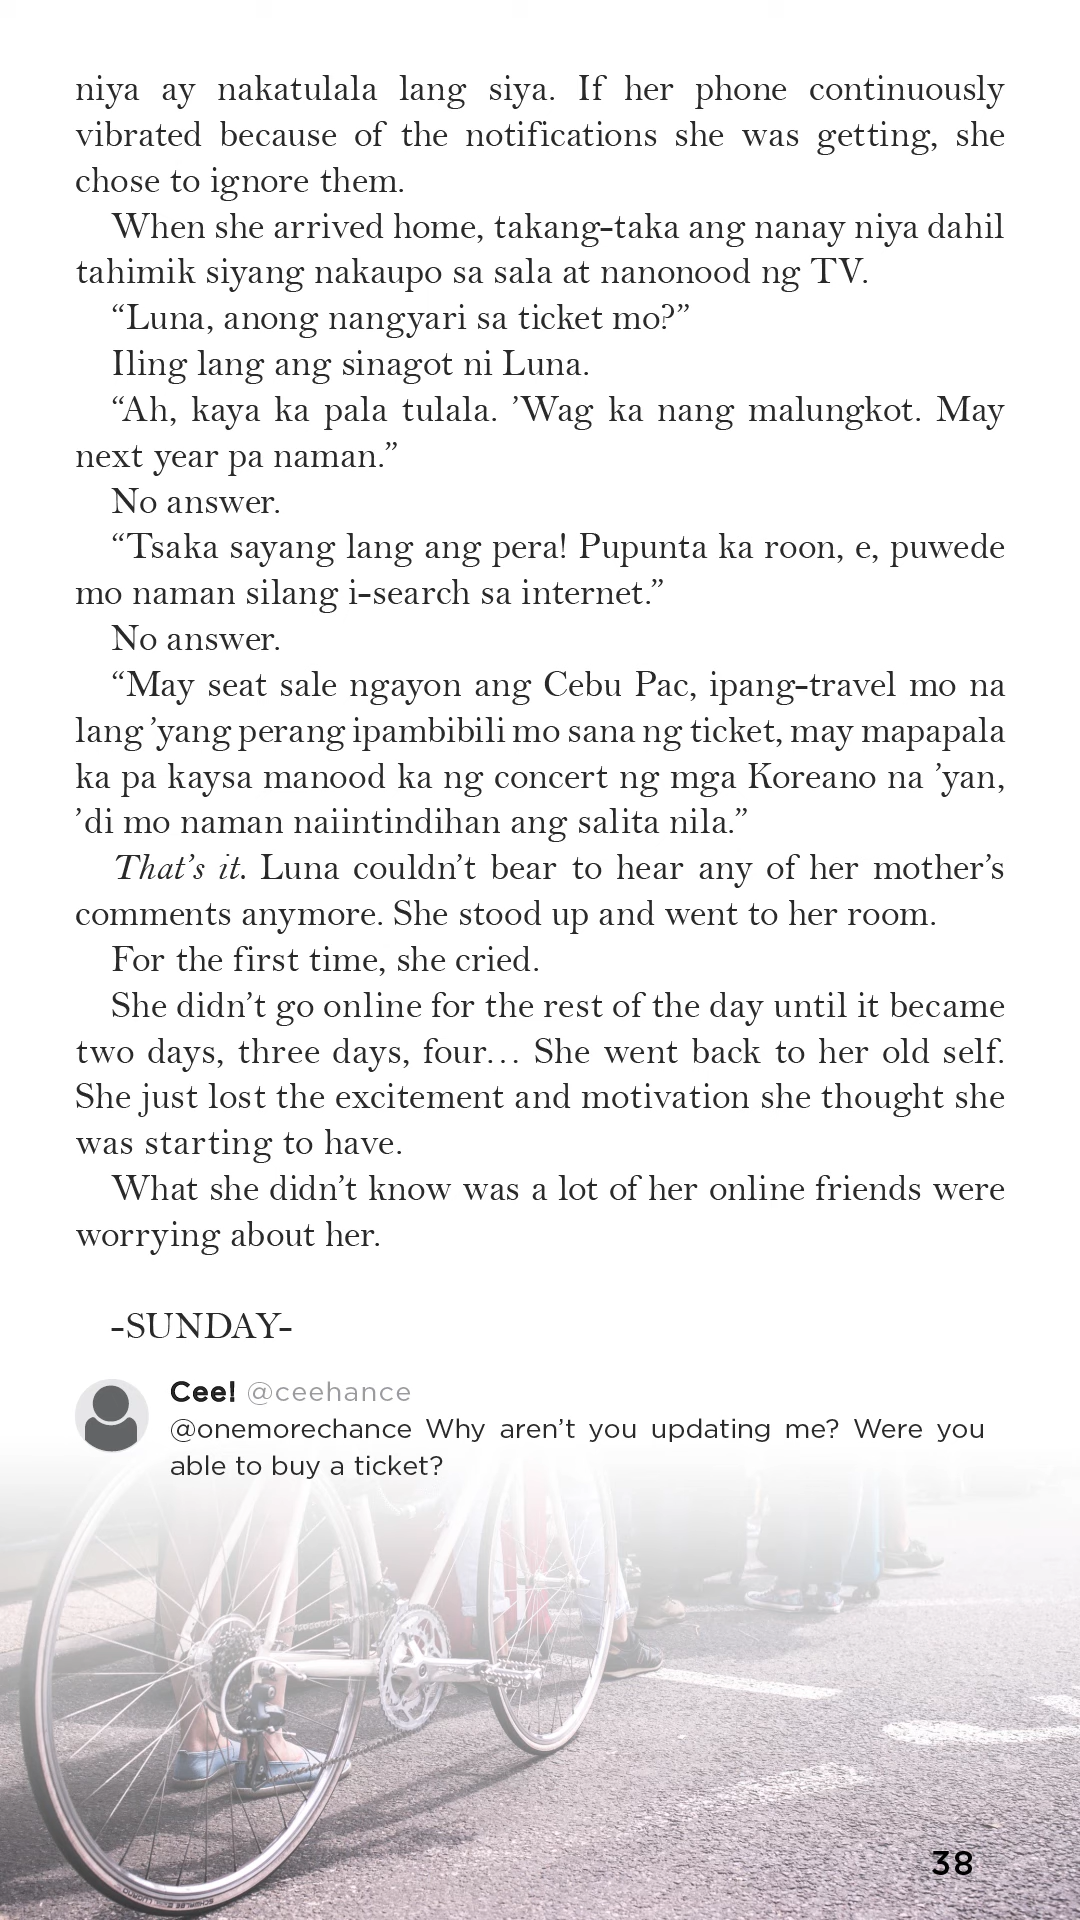 niya ay nakatulala lang siya. If her phone continuously
vibrated because of the notifications she was getting, she
chose to ignore them.
When she arrived home, takang-taka ang nanay niya dahil
tahimik siyang nakaupo sa sala at nanonood ng TV.
“Luna, anong nangyari sa ticket mo?”
Iling lang ang sinagot ni Luna.
“Ah, kaya ka pala tulala. ’Wag ka nang malungkot. May
next year pa naman.”
No answer.
“Tsaka sayang lang ang pera! Pupunta ka roon, e, puwede
mo naman silang i-search sa internet.”
No answer.
“May seat sale ngayon ang Cebu Pac, ipang-travel mo na
lang ’yang perang ipambibili mo sana ng ticket, may mapapala
ka pa kaysa manood ka ng concert ng mga Koreano na ’yan,
’di mo naman naiintindihan ang salita nila.”
That’s it. Luna couldn’t bear to hear any of her mother’s
comments anymore. She stood up and went to her room.
For the first time, she cried.
She didn’t go online for the rest of the day until it became
two days, three days, four… She went back to her old self.
She just lost the excitement and motivation she thought she
was starting to have.
What she didn’t know was a lot of her online friends were
worrying about her.
-SUNDAY-
Cee! @ceehance
@onemorechance Why aren’t you updating me? Were you
able to buy a ticket?
38